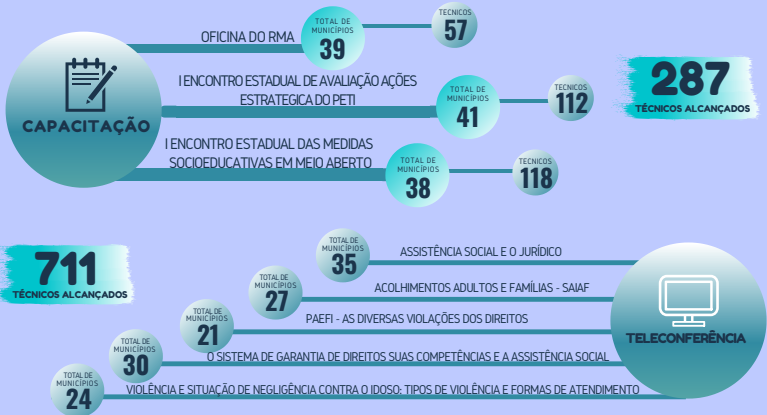 CAPACITAÇÃO
OFICINA DO RMA
TOTAL DE
MUNICÍPIOS
39
TECNICOS
57
I ENCONTRO ESTADUAL DE AVALIAÇÃO AÇÕES
ESTRATEGICA DO PETI
TOTAL DE
MUNICÍPIOS
41
TECNICOS
112
I ENCONTRO ESTADUAL DAS MEDIDAS
SOCIOEDUCATIVAS EM MEIO ABERTO
TOTAL DE
MUNICÍPIOS
38
TECNICOS
118
287
TÉCNICOS ALCANÇADOS
711
TÉCNICOS ALCANÇADOS
TOTAL DE
MUNICÍPIOS
35
ASSISTÊNCIA SOCIAL E O JURÍDICO
TOTAL DE
MUNICÍPIOS
27
ACOLHIMENTOS ADULTOS E FAMÍLIAS - SAIAF
TOTAL DE
MUNICÍPIOS
21
PAEFI - AS DIVERSAS VIOLAÇÕES DOS DIREITOS
TOTAL DE
MUNICÍPIOS
30
O SISTEMA DE GARANTIA DE DIREITOS SUAS COMPETÊNCIAS E A ASSISTÊNCIA SOCIAL
TOTAL DE
MUNICÍPIOS
24
VIOLÊNCIA E SITUAÇÃO DE NEGLIGÊNCIA CONTRA O IDOSO: TIPOS DE VIOLÊNCIA E FORMAS DE ATENDIMENTO
TELECONFERÊNCIA